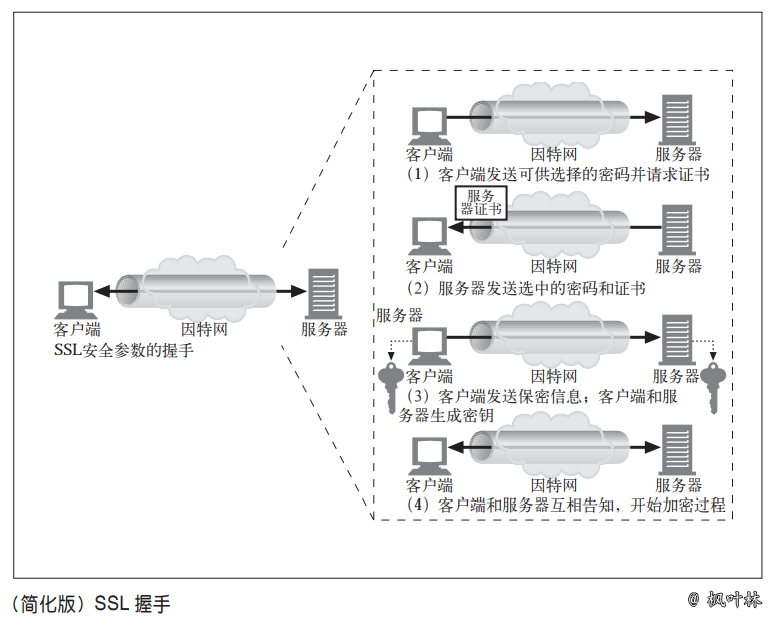 客户端
因特网
服务器
SSL安全参数的握手
客户端
因特网
服务器
(1)客户端发送可供选择的密码并请求证书
服务
器证书
客户端
因特网
服务器
(2)服务器发送选中的密码和证书
服务器
客户端
因特网
服务器
(3)客户端发送保密信息；客户端和服
务器生成密钥
客户端
因特网
服务器
(4)客户端和服务器互相告知，开始加密过程
（简化版）SSL 握手
@ 枫叶林